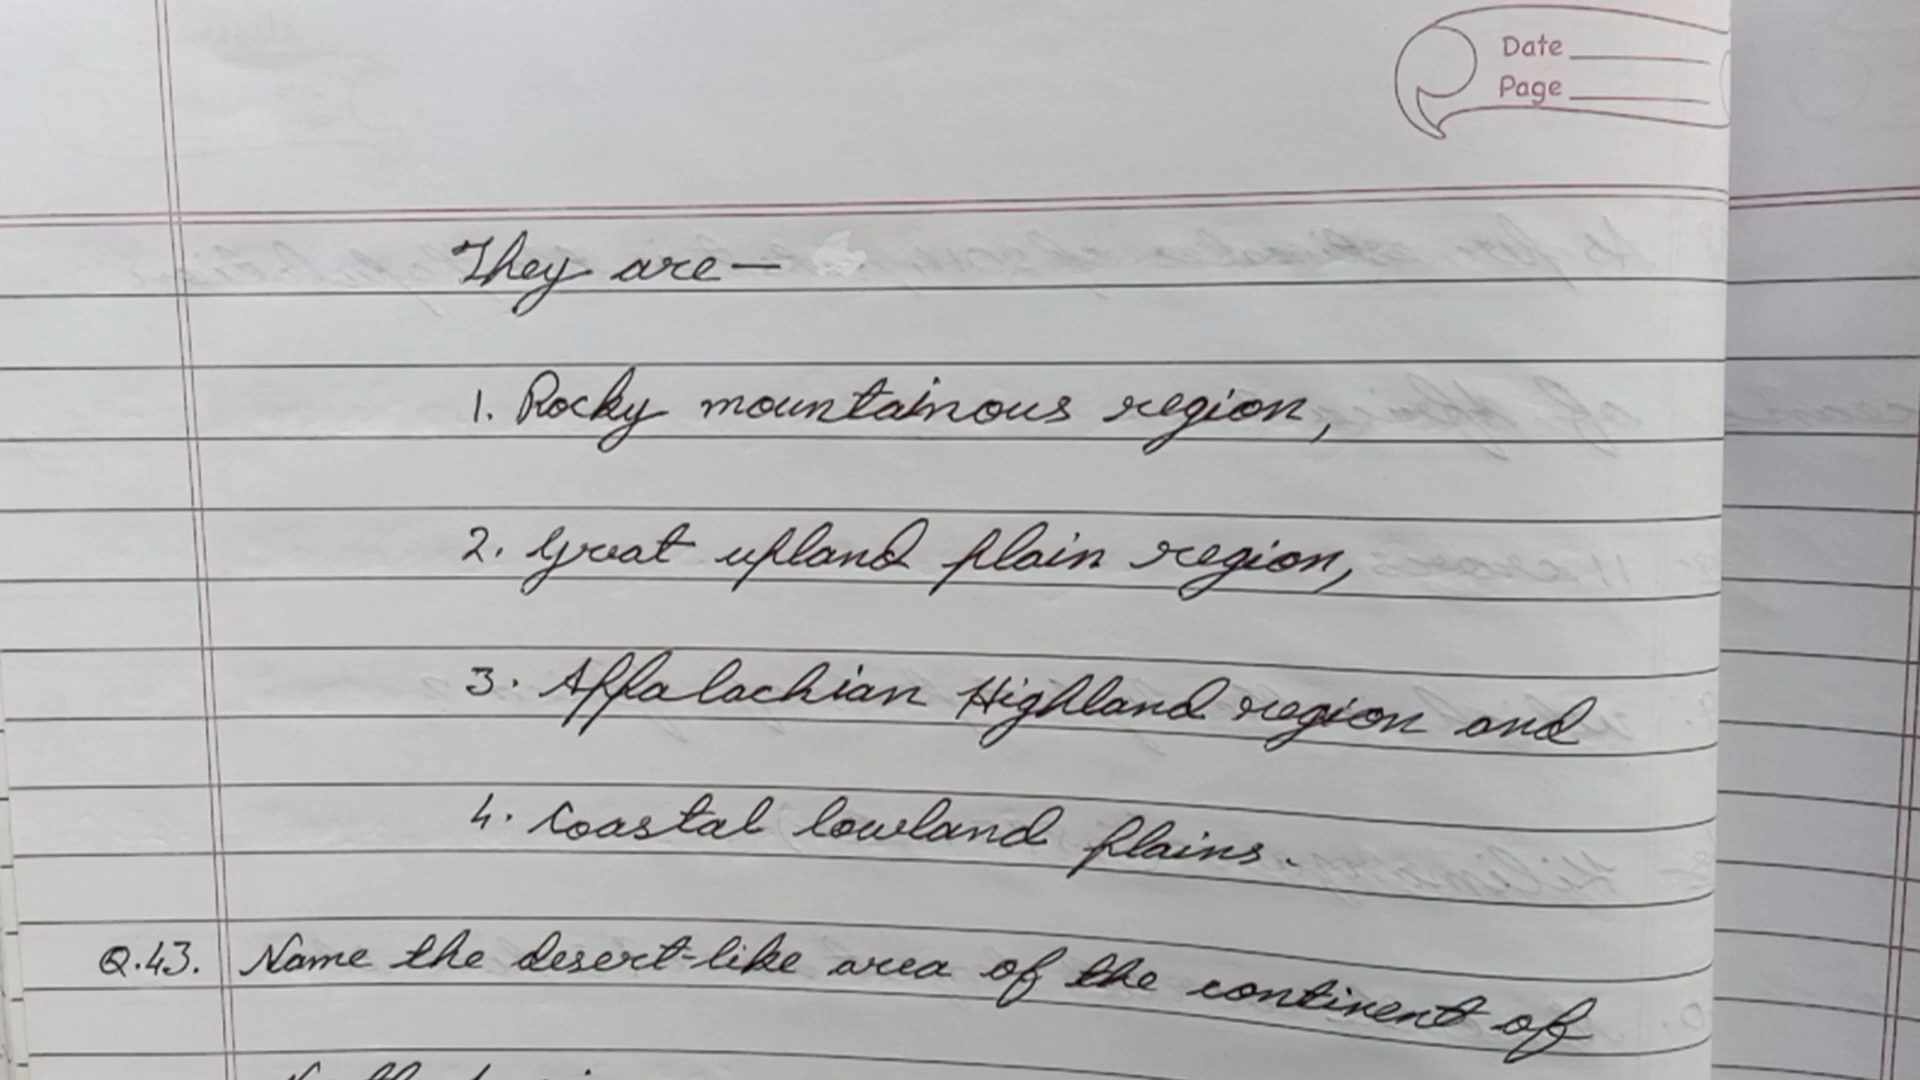 Date
Page
They are—
1. Rocky mountainous region,
2. Great upland plain region,
3. Appalachian Highland region and
4. Coastal lowland plains.
Q.43. Name the desert-like area of the continent of